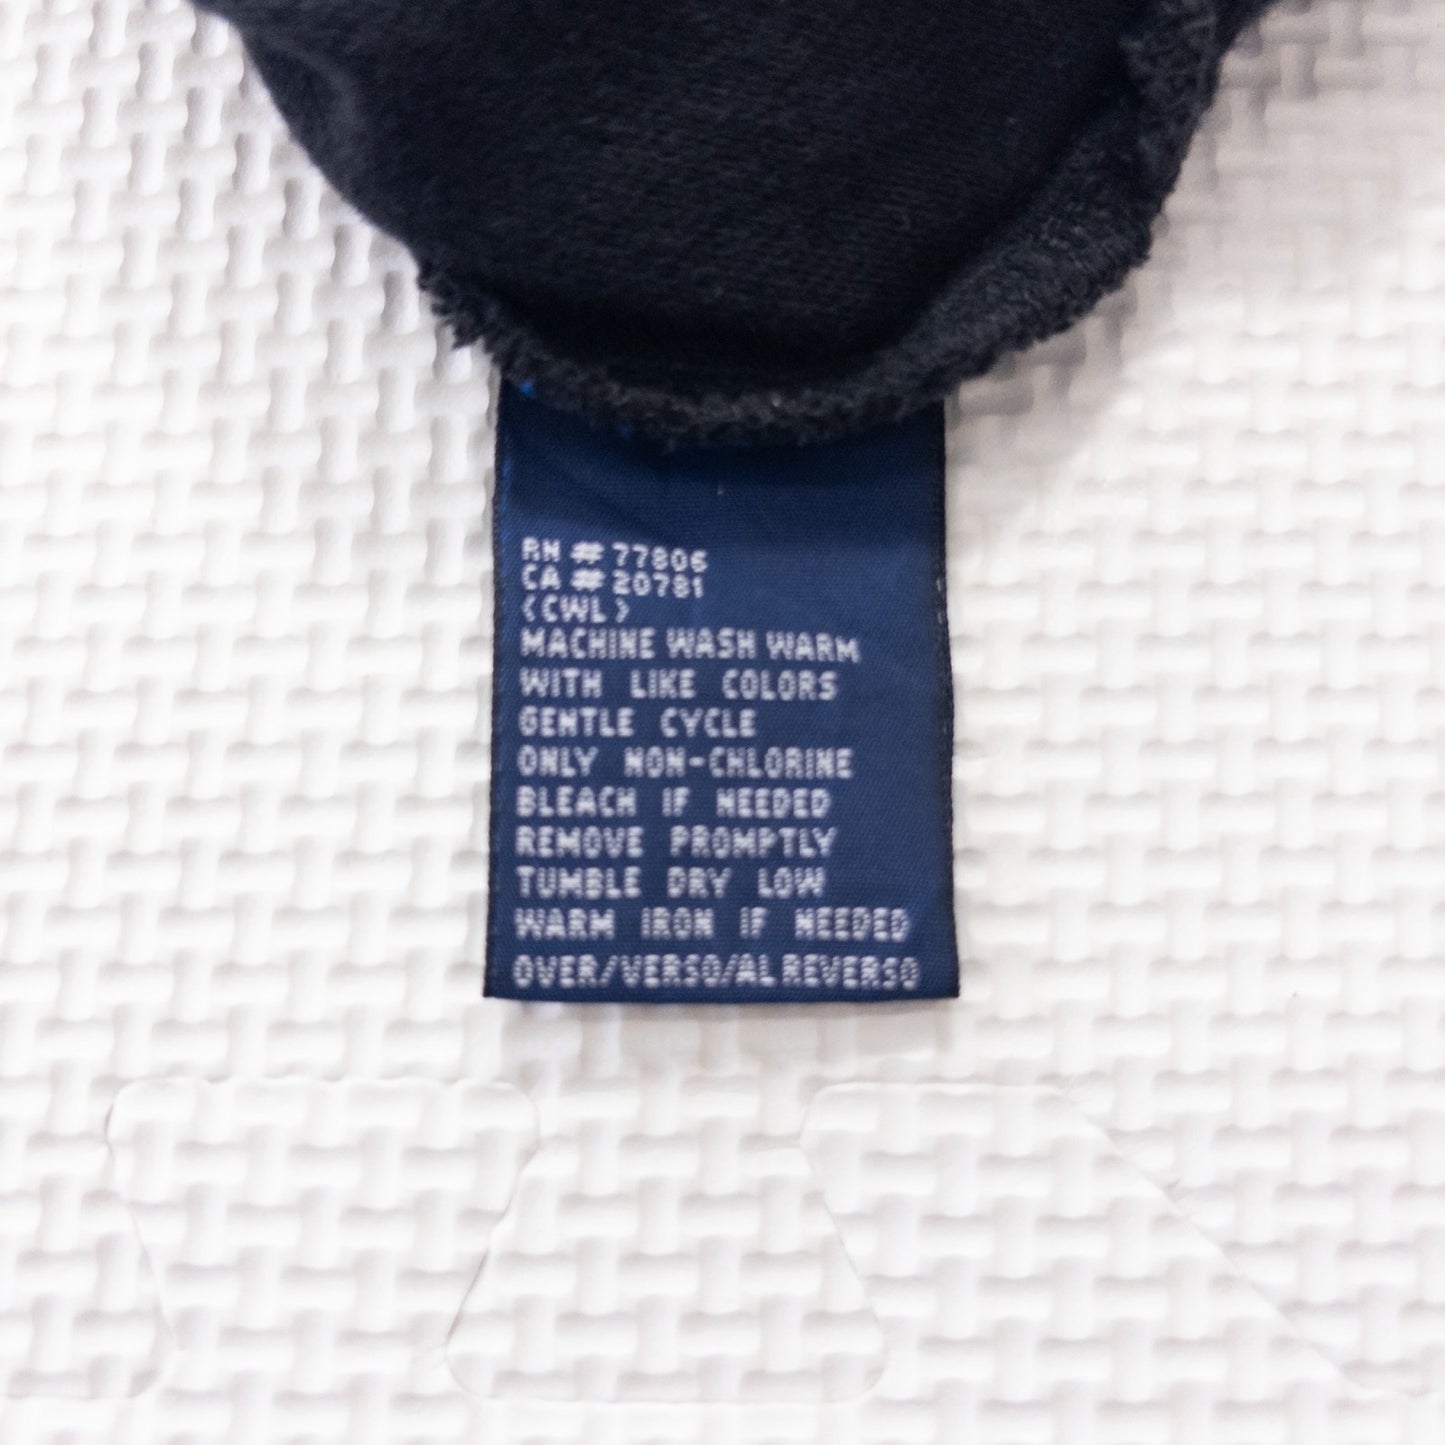 RN # 77806
CA # 20781
(CWL)
MACHINE WASH WARM
WITH LIKE COLORS
GENTLE CYCLE
ONLY NON-CHLORINE
BLEACH IF NEEDED
REMOVE PROMPTLY
TUMBLE DRY LOW
WARM IRON IF NEEDED
OVER/VERSO/AL REVERSO